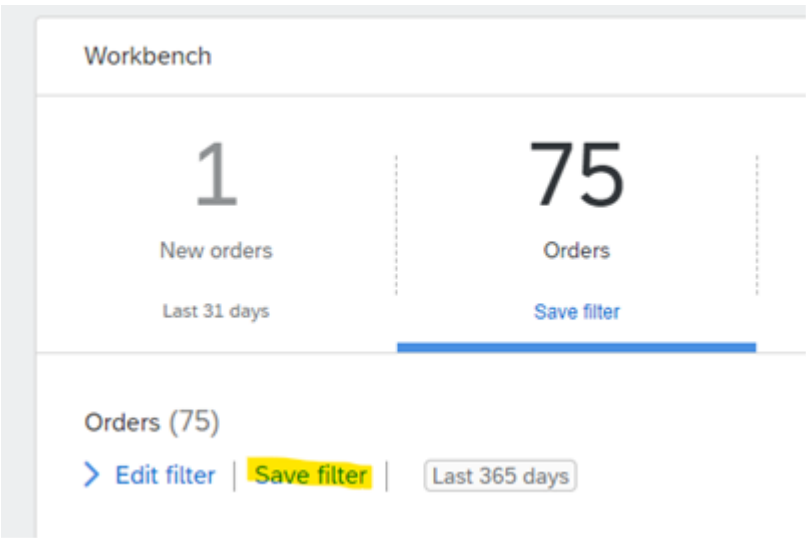 Workbench
1 75
New orders Orders
Last 31 days Save filter
Orders (75)
Edit filter | Save filter | Last 365 days